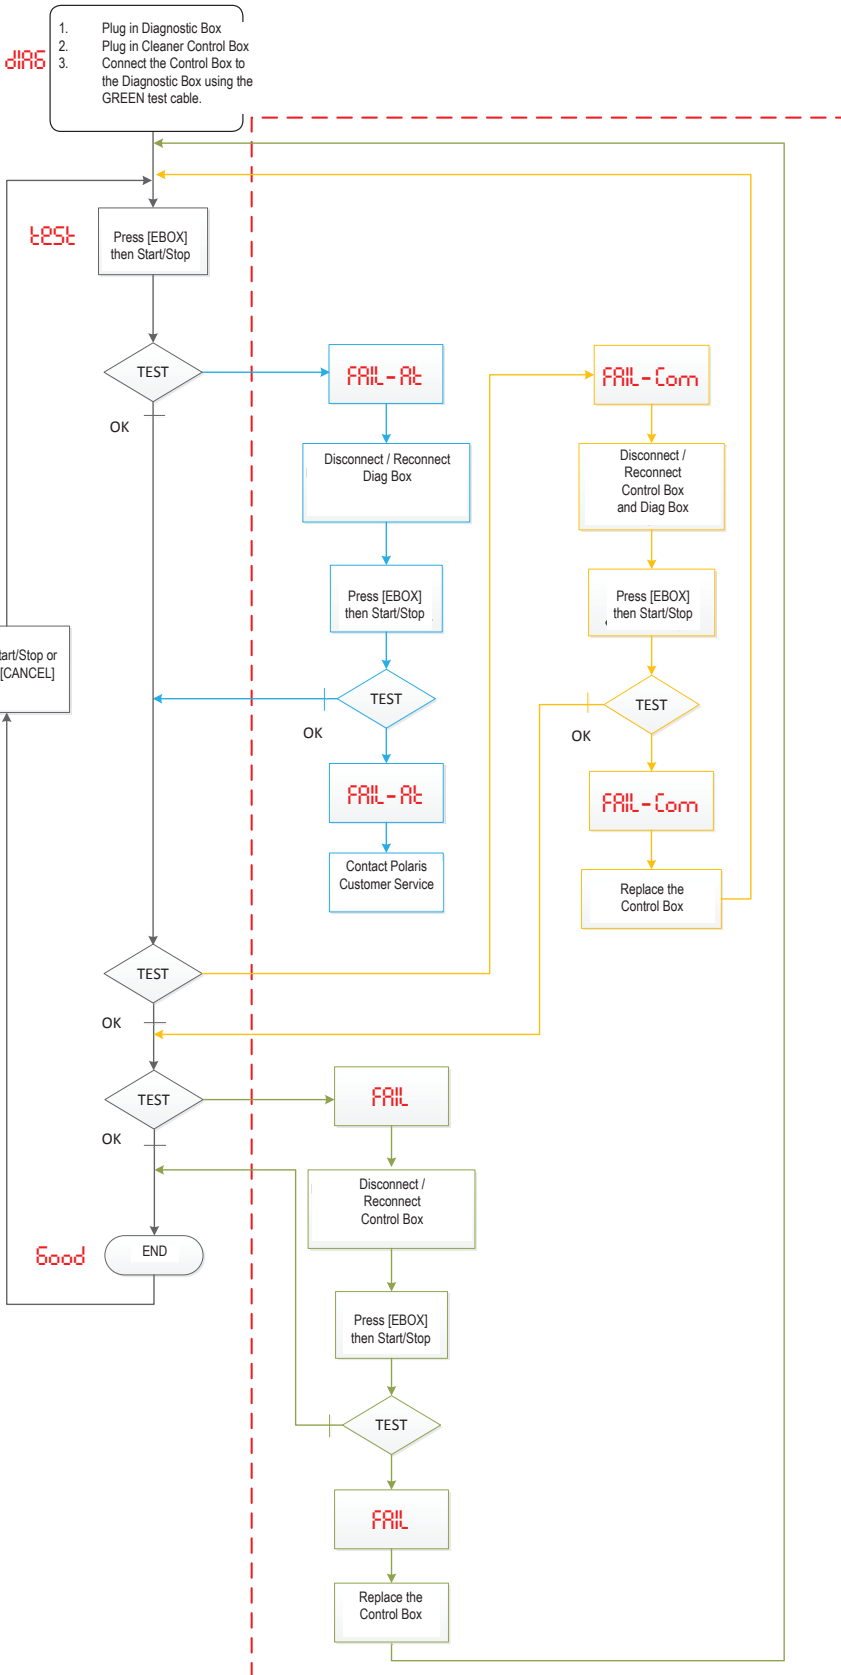 1. Plug in Diagnostic Box
2. Plug in Cleaner Control Box
3. Connect the Control Box to
the Diagnostic Box using the
GREEN test cable.
dIAG
test
Press [EBOX]
then Start/Stop
TEST
OK
FAIL-At
Disconnect / Reconnect
Diag Box
Press [EBOX]
then Start/Stop
TEST
OK
FAIL-At
Contact Polaris
Customer Service
FAIL-Com
Disconnect /
Reconnect
Control Box
and Diag Box
Press [EBOX]
then Start/Stop
TEST
OK
FAIL-Com
Replace the
Control Box
art/Stop or
[CANCEL]
TEST
OK
TEST
OK
FAIL
Disconnect /
Reconnect
Control Box
Good
END
Press [EBOX]
then Start/Stop
TEST
FAIL
Replace the
Control Box